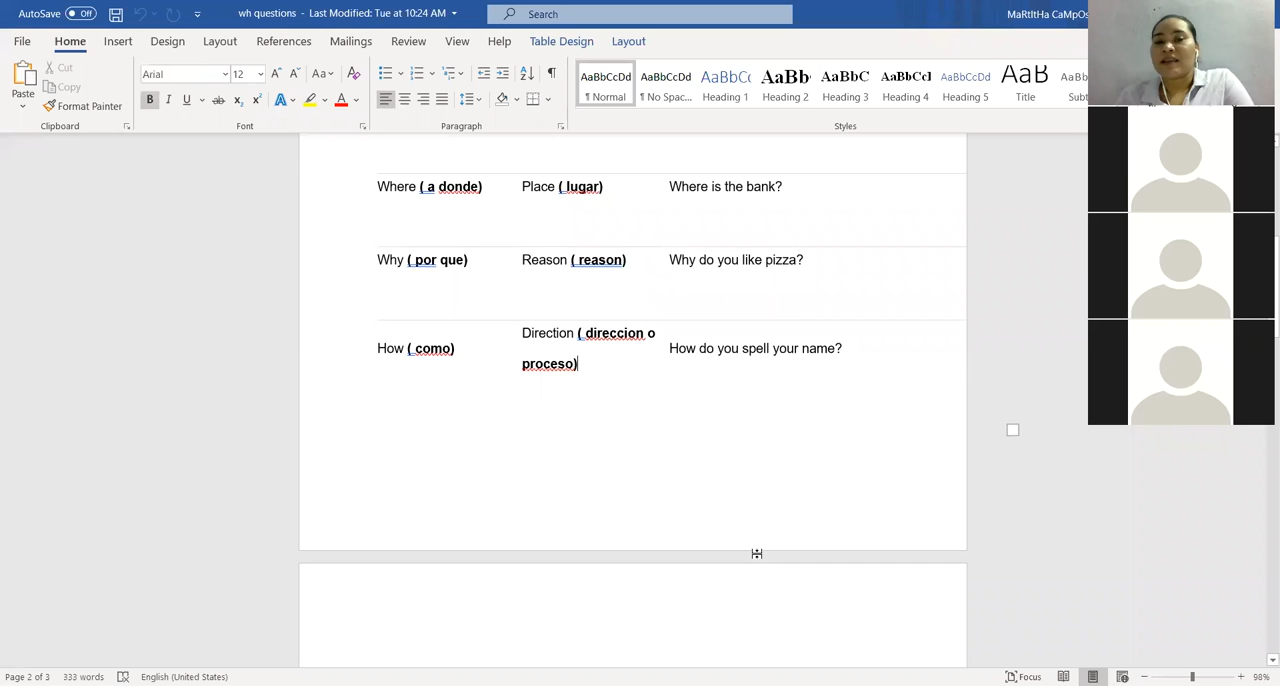 AutoSave Off wh questions - Last Modified: Tue at 10:24 AM Search MaRtItHa CaMpOs
File Home Insert Design Layout References Mailings Review View Help Table Design Layout
Paste
Cut
Copy
Format Painter
Clipboard
Arial 12
Font
Paragraph
AaBbCcDd AaBbCcDd AaBbCc AaBb AaBbC AaBbCcI AaBbCcDd AaB AaBb
¶ Normal ¶ No Spac... Heading 1 Heading 2 Heading 3 Heading 4 Heading 5 Title Subt
Styles
Where ( a donde) Place ( lugar) Where is the bank?
Why ( por que) Reason ( reason) Why do you like pizza?
How ( como) Direction ( direccion o proceso) How do you spell your name?
Page 2 of 3 333 words English (United States) Focus 98%